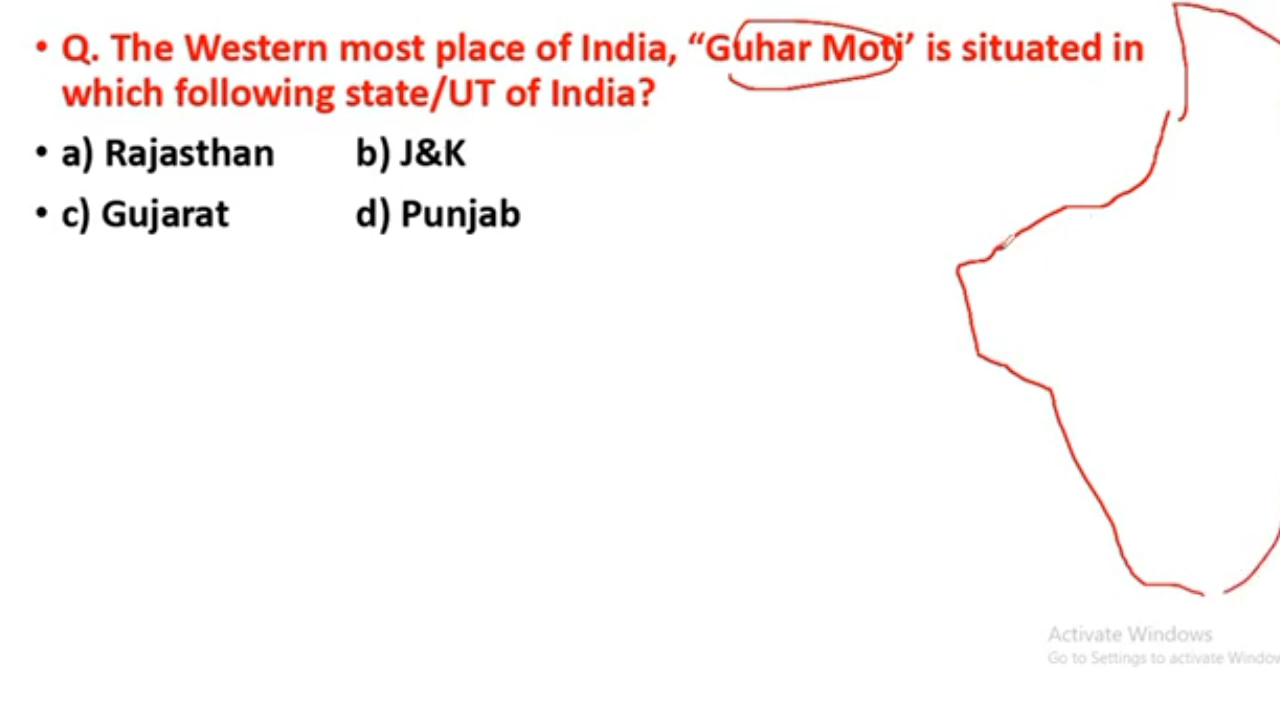 • Q. The Western most place of India, “Guhar Moti’ is situated in
which following state/UT of India?
• a) Rajasthan b) J&K
• c) Gujarat d) Punjab
Activate Windows
Go to Settings to activate Window